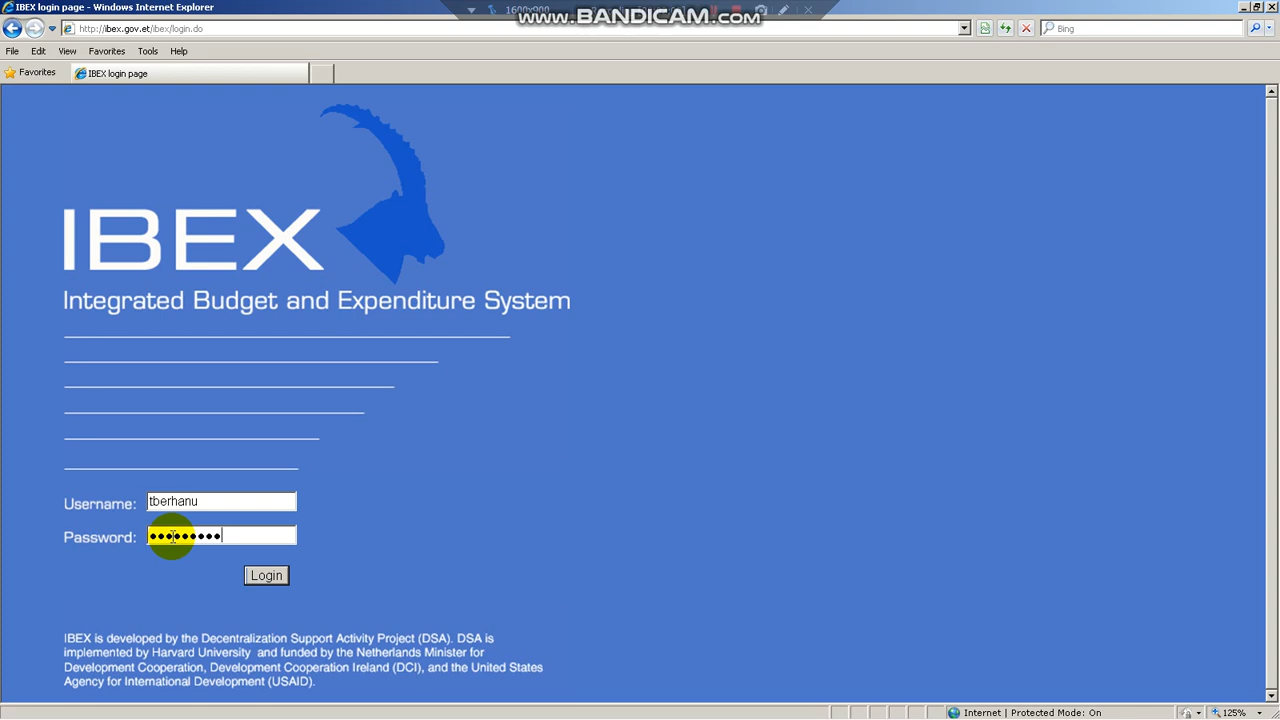 IBEX login page - Windows Internet Explorer
1600x900
www.BANDICAM.com
http://ibex.gov.et/ibex/login.do
Bing
File Edit View Favorites Tools Help
Favorites
IBEX login page
IBEX
Integrated Budget and Expenditure System
Username: tberhanu
Password:
Login
IBEX is developed by the Decentralization Support Activity Project (DSA). DSA is
implemented by Harvard University and funded by the Netherlands Minister for
Development Cooperation, Development Cooperation Ireland (DCI), and the United States
Agency for International Development (USAID).
Internet | Protected Mode: On
125%